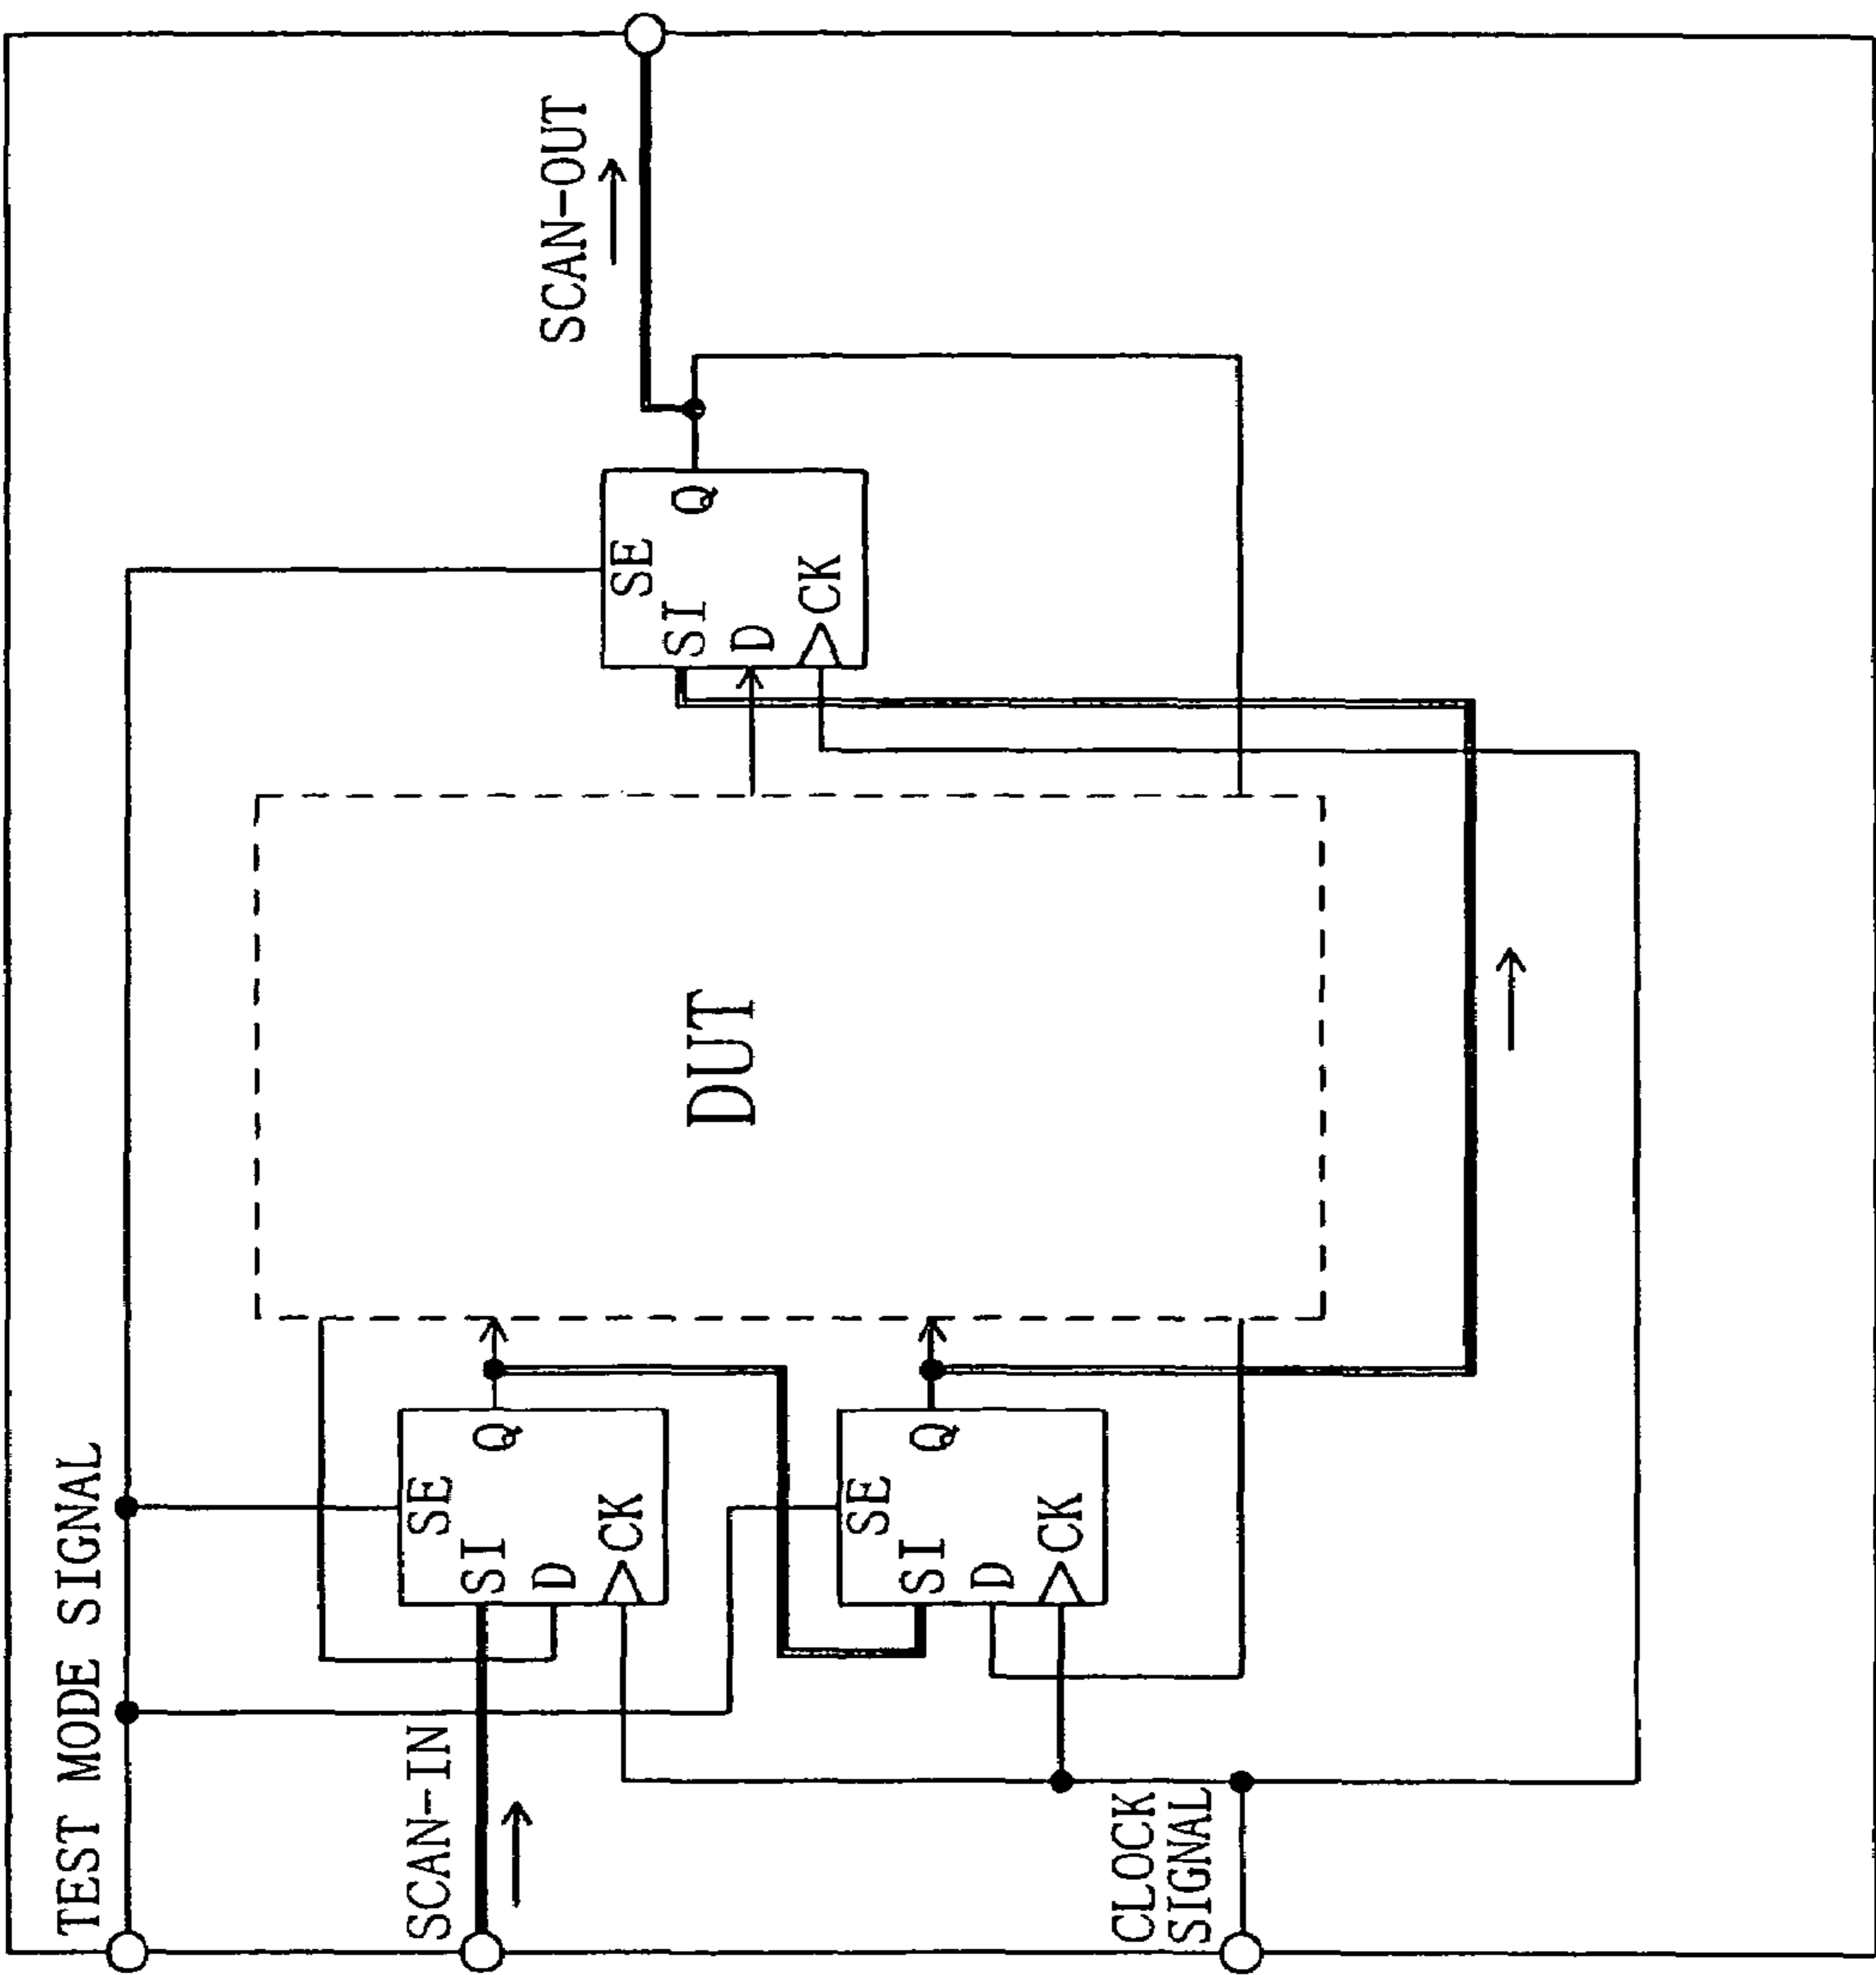 TEST MODE SIGNAL
SCAN-IN
CLOCK
SIGNAL
SE
SI
D
CK
Q
SE
SI
D
CK
Q
DUT
SE
SI
D
CK
Q
SCAN-OUT